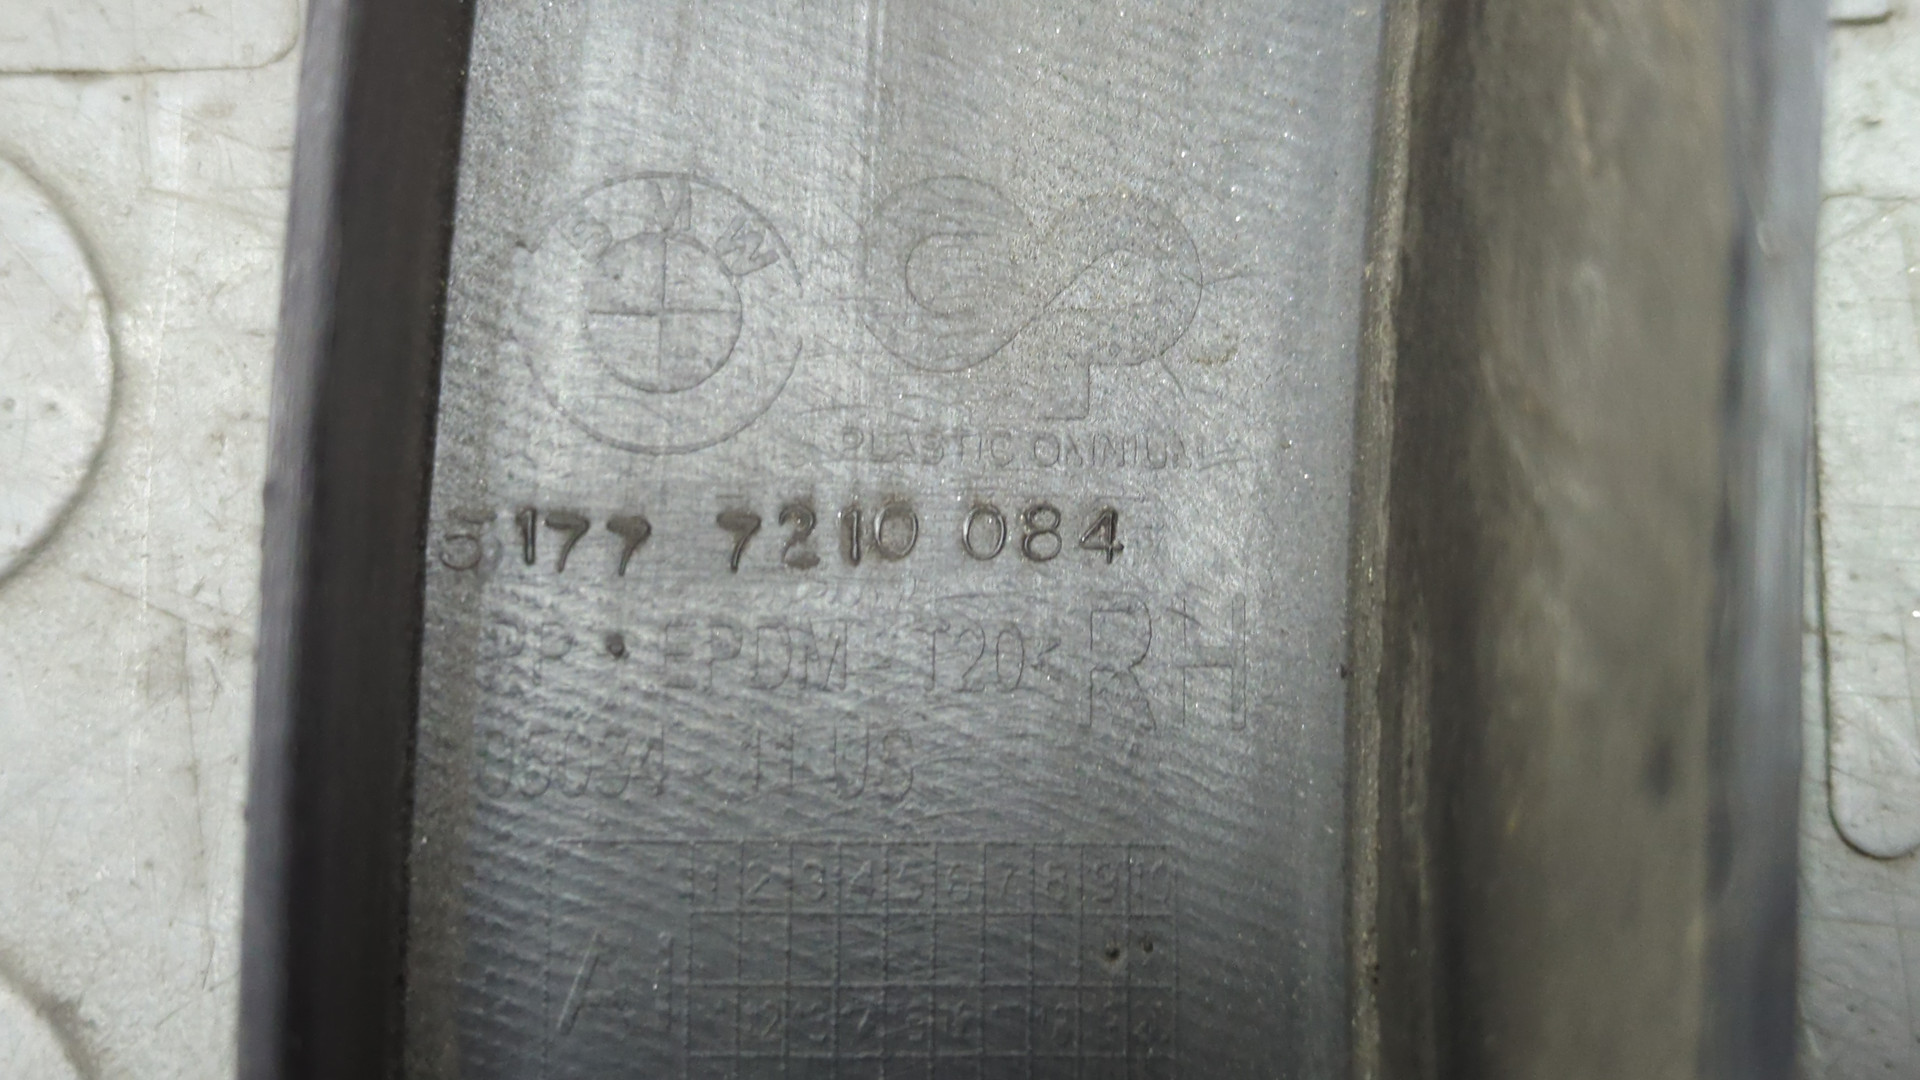 BMW
PLASTIC OMNIUM
5177 7210 084
PP · EPDM - T20< RH
1 2 3 4 5 6 7 8 9 10
A1